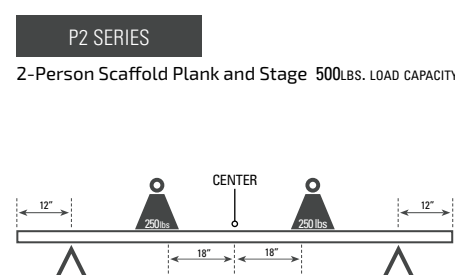 P2 SERIES
2-Person Scaffold Plank and Stage 500LBS. LOAD CAPACITY
CENTER
12" 12"
250lbs 250 lbs
18" 18"